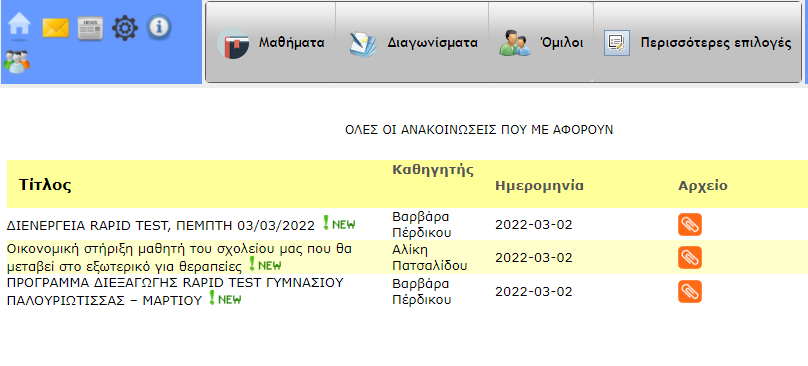 NEWS
Μαθήματα
Διαγωνίσματα
Όμιλοι
Περισσότερες επιλογές
ΟΛΕΣ ΟΙ ΑΝΑΚΟΙΝΩΣΕΙΣ ΠΟΥ ΜΕ ΑΦΟΡΟΥΝ
Τίτλος
Καθηγητής
Ημερομηνία
Αρχείο
ΔΙΕΝΕΡΓΕΙΑ RAPID TEST, ΠΕΜΠΤΗ 03/03/2022 ! NEW
Βαρβάρα
Πέρδικου
2022-03-02
Οικονομική στήριξη μαθητή του σχολείου μας που θα
μεταβεί στο εξωτερικό για θεραπείες ! NEW
Αλίκη
Πατσαλίδου
2022-03-02
ΠΡΟΓΡΑΜΜΑ ΔΙΕΞΑΓΩΓΗΣ RAPID TEST ΓΥΜΝΑΣΙΟΥ
ΠΑΛΟΥΡΙΩΤΙΣΣΑΣ – ΜΑΡΤΙΟΥ ! NEW
Βαρβάρα
Πέρδικου
2022-03-02